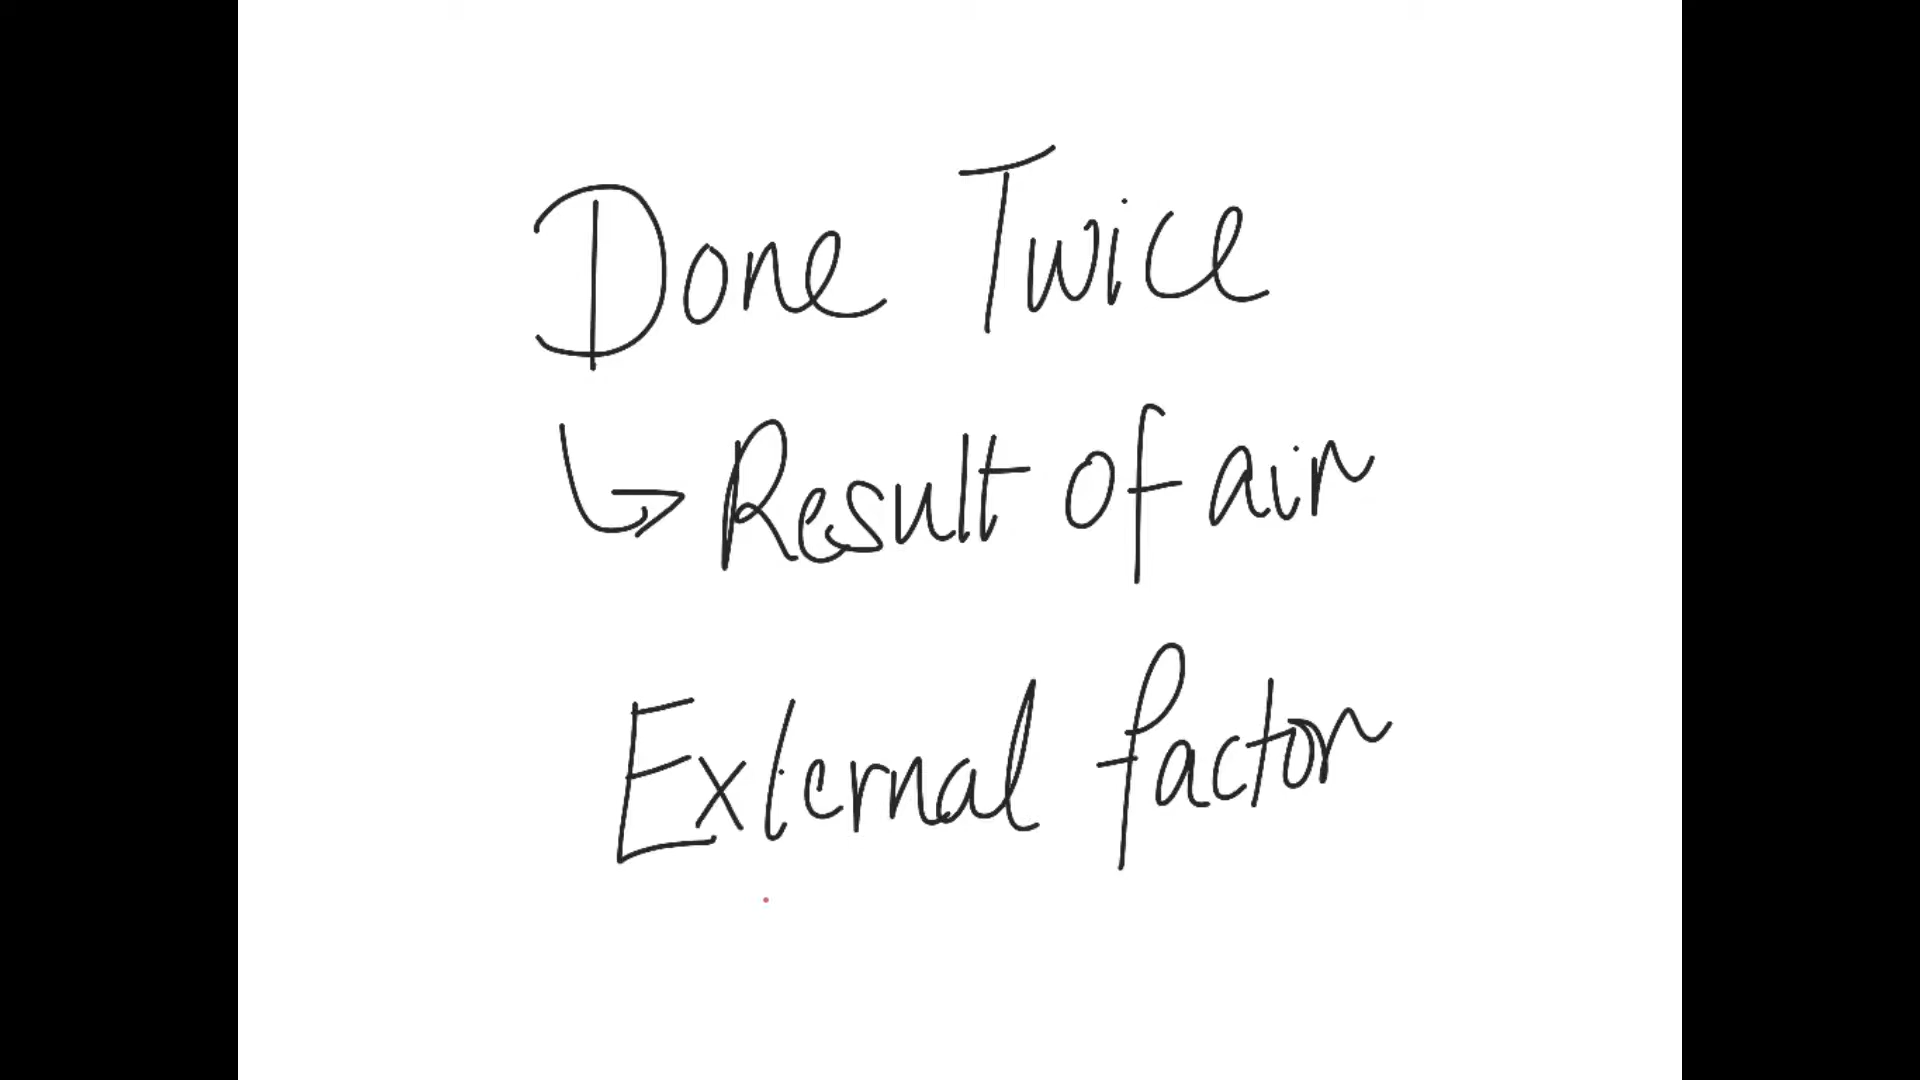 Done Twice
↳ Result of air
External factor